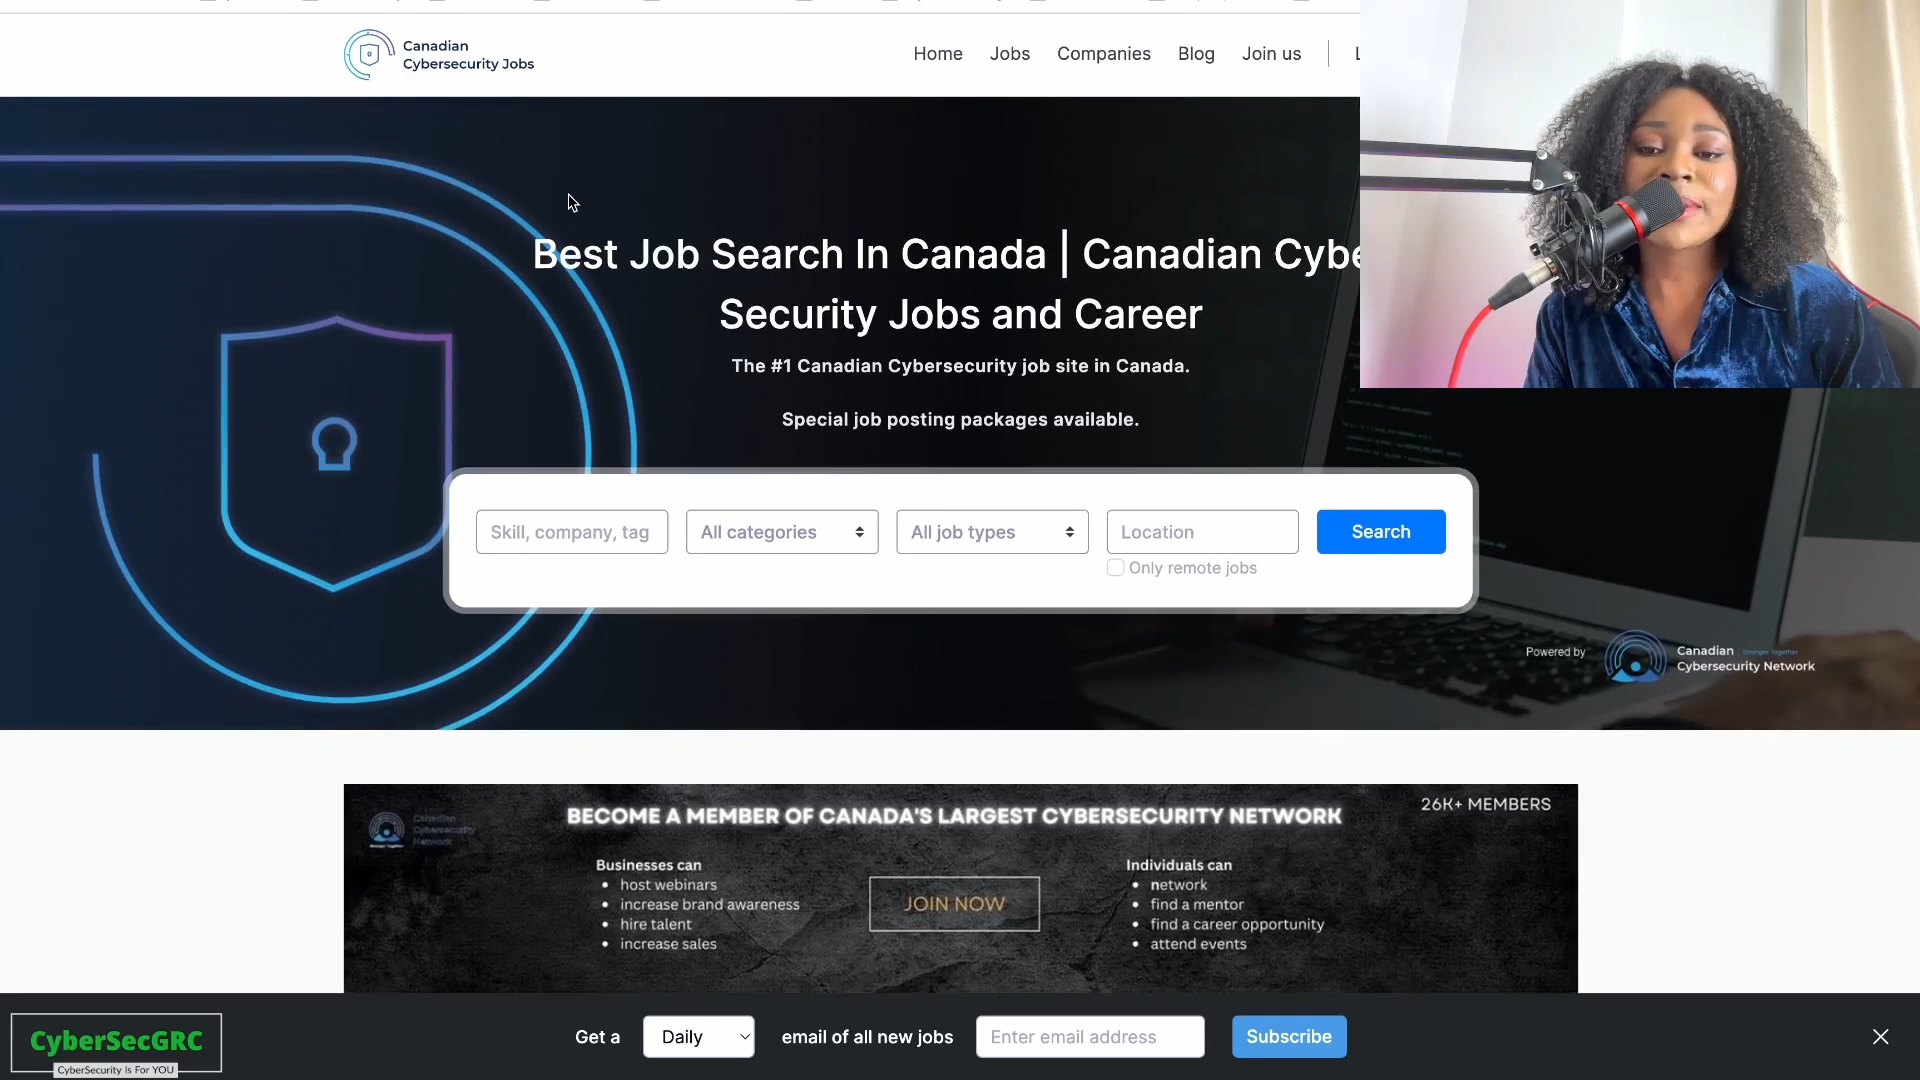 Canadian
Cybersecurity Jobs
Home Jobs Companies Blog Join us
Best Job Search In Canada | Canadian Cybe
Security Jobs and Career
The #1 Canadian Cybersecurity job site in Canada.
Special job posting packages available.
Skill, company, tag All categories All job types Location Search
Only remote jobs
Powered by
Canadian | Stronger Together
Cybersecurity Network
Canadian
Cybersecurity
Network
BECOME A MEMBER OF CANADA'S LARGEST CYBERSECURITY NETWORK
26K+ MEMBERS
Businesses can
• host webinars
• increase brand awareness
• hire talent
• increase sales
JOIN NOW
Individuals can
• network
• find a mentor
• find a career opportunity
• attend events
Get a Daily email of all new jobs Enter email address Subscribe
CyberSecGRC
CyberSecurity Is For YOU